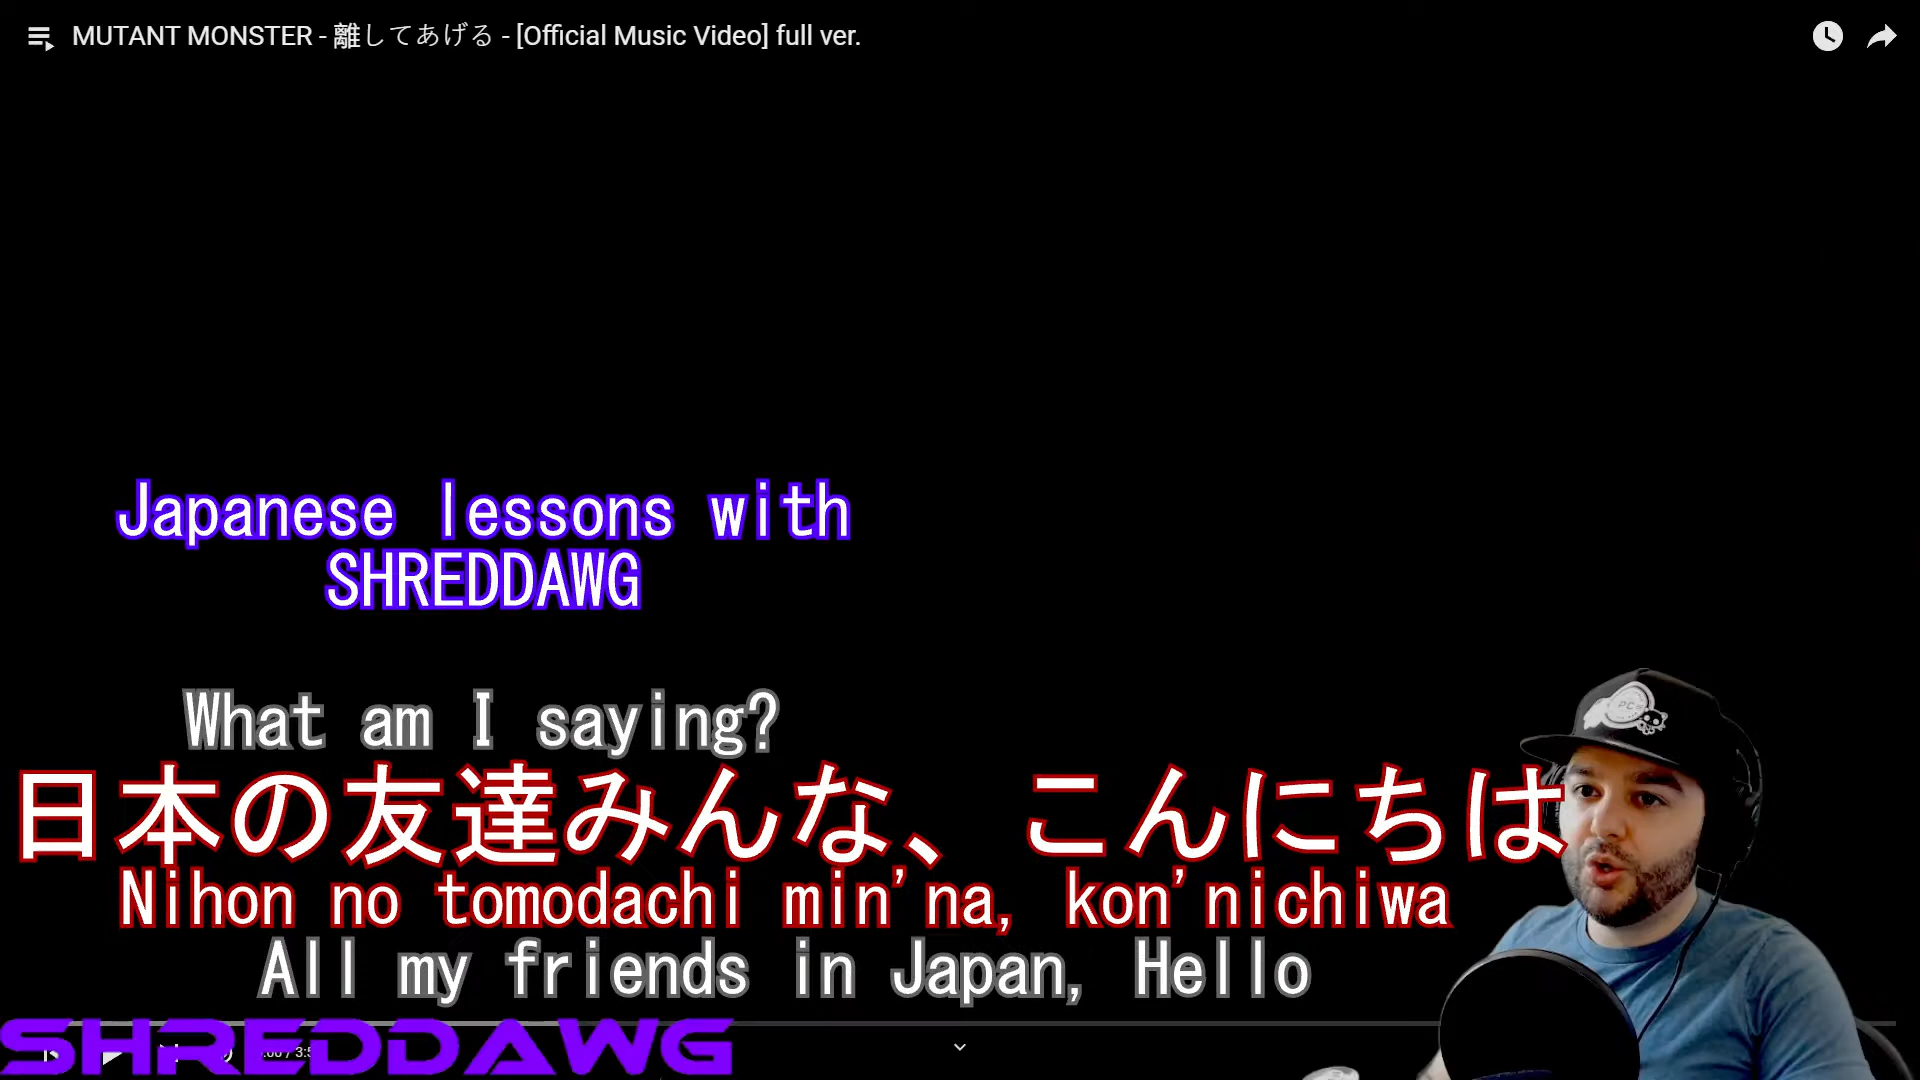 MUTANT MONSTER - 離してあげる - [Official Music Video] full ver.
Japanese lessons with
SHREDDAWG
What am I saying?
日本の友達みんな、こんにちは
Nihon no tomodachi min'na, kon'nichiwa
All my friends in Japan, Hello
SHREDDAWG